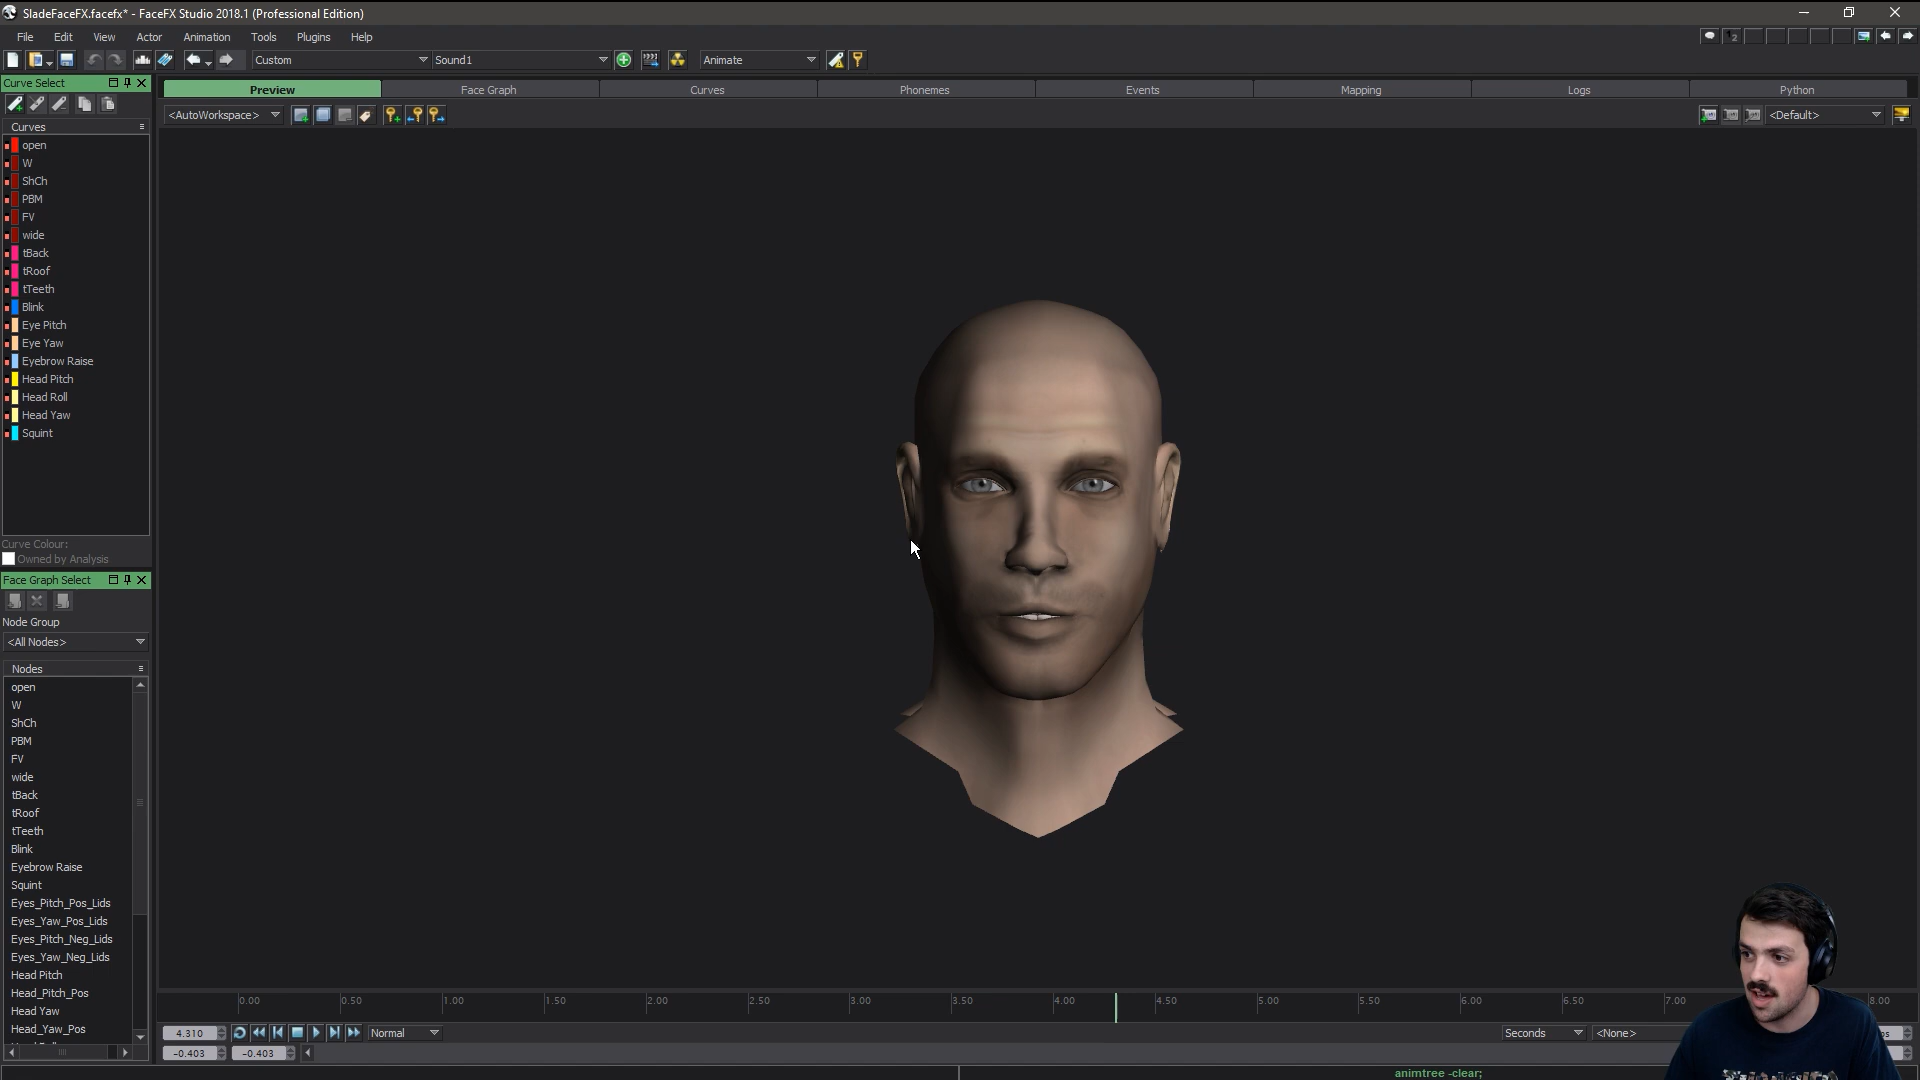 SladeFaceFX.facefx* - FaceFX Studio 2018.1 (Professional Edition)
File Edit View Actor Animation Tools Plugins Help
Custom Sound1 Animate
Curve Select
Preview Face Graph Curves Phonemes Events Mapping Logs Python
<AutoWorkspace> <Default>
Curves
open
W
ShCh
PBM
FV
wide
tBack
tRoof
tTeeth
Blink
Eye Pitch
Eye Yaw
Eyebrow Raise
Head Pitch
Head Roll
Head Yaw
Squint
Curve Colour:
Owned by Analysis
Face Graph Select
Node Group
<All Nodes>
Nodes
open
W
ShCh
PBM
FV
wide
tBack
tRoof
tTeeth
Blink
Eyebrow Raise
Squint
Eyes_Pitch_Pos_Lids
Eyes_Yaw_Pos_Lids
Eyes_Pitch_Neg_Lids
Eyes_Yaw_Neg_Lids
Head Pitch
Head_Pitch_Pos
Head Yaw
Head_Yaw_Pos
0.00 0.50 1.00 1.50 2.00 2.50 3.00 3.50 4.00 4.50 5.00 5.50 6.00 6.50 7.00 8.00
4.310 Normal Seconds <None>
-0.403 -0.403
animtree -clear;